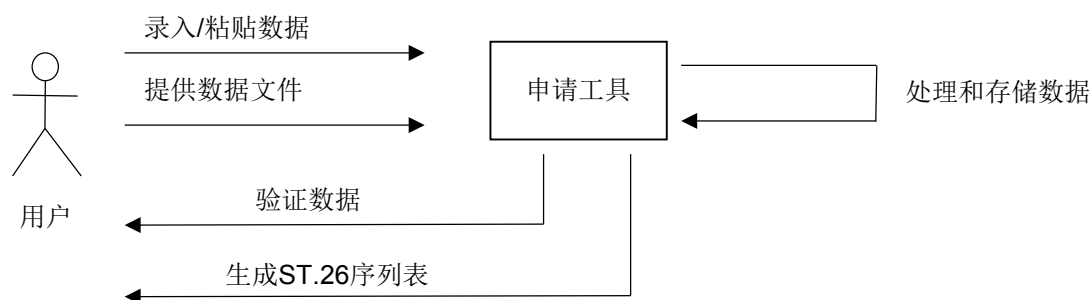 录入/粘贴数据
提供数据文件
申请工具
处理和存储数据
用户
验证数据
生成ST.26序列表